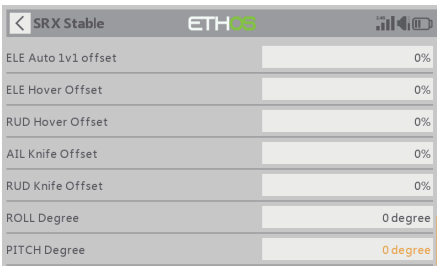 SRX Stable
ETHOS
ELE Auto 1v1 offset 0%
ELE Hover Offset 0%
RUD Hover Offset 0%
AIL Knife Offset 0%
RUD Knife Offset 0%
ROLL Degree 0 degree
PITCH Degree 0 degree